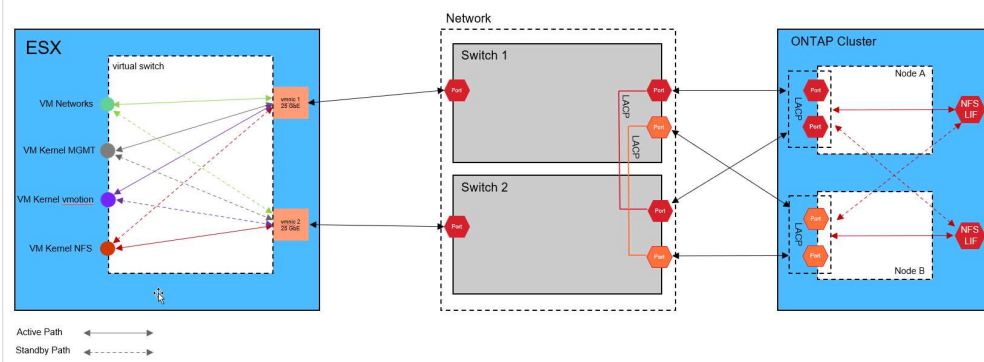 Network
ESX
virtual switch
VM Networks
VM Kernel MGMT
VM Kernel vmotion
VM Kernel NFS
vmnic 1
25 GbE
vmnic 2
25 GbE
Switch 1
Port
Port
Port
LACP
LACP
Switch 2
Port
Port
Port
ONTAP Cluster
Node A
Port
Port
LACP
NFS
LIF
Port
Port
LACP
Node B
NFS
LIF
Active Path
Standby Path